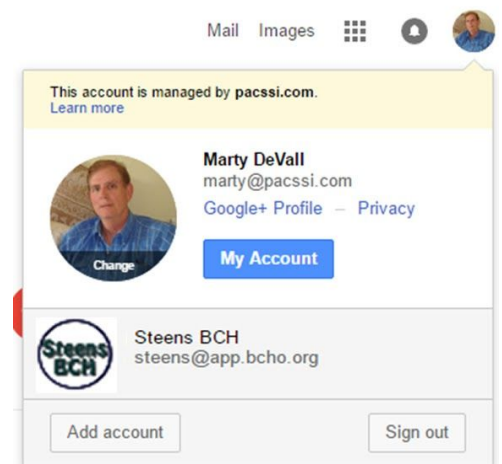 Mail Images
This account is managed by pacssi.com.
Learn more
Marty DeVall
marty@pacssi.com
Google+ Profile – Privacy
Change
My Account
Steens
BCH
Steens BCH
steens@app.bcho.org
Add account Sign out